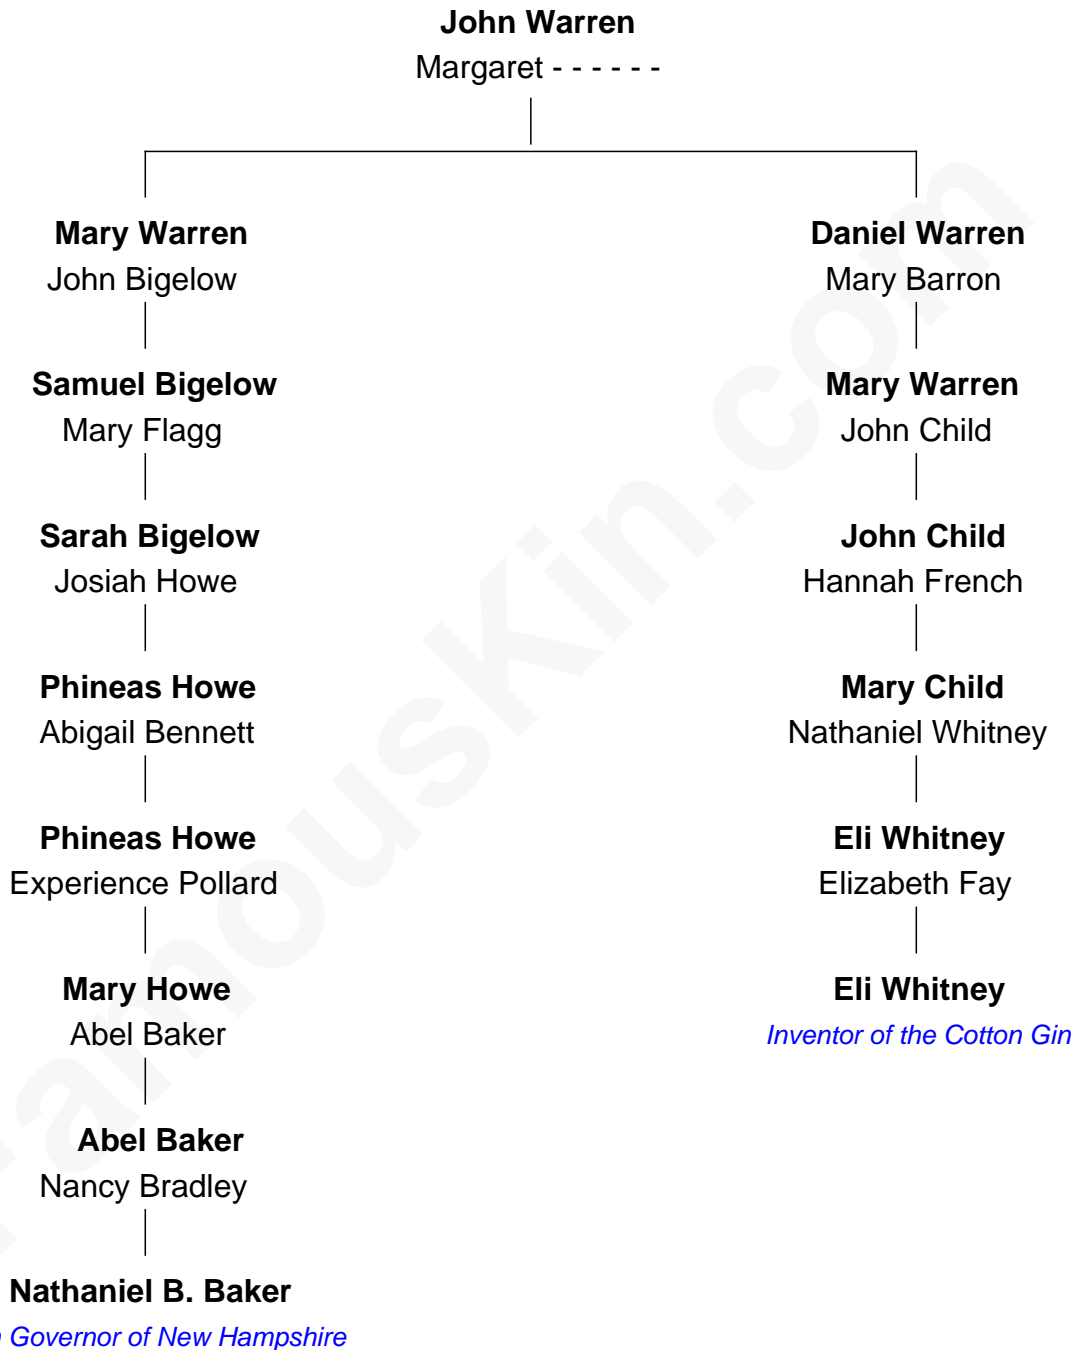 John Warren
Margaret - - - - - -
Mary Warren
John Bigelow
Daniel Warren
Mary Barron
Samuel Bigelow
Mary Flagg
Mary Warren
John Child
Sarah Bigelow
Josiah Howe
John Child
Hannah French
Phineas Howe
Abigail Bennett
Mary Child
Nathaniel Whitney
Phineas Howe
Experience Pollard
Eli Whitney
Elizabeth Fay
Mary Howe
Abel Baker
Eli Whitney
Inventor of the Cotton Gin
Abel Baker
Nancy Bradley
Nathaniel B. Baker
Governor of New Hampshire
FamousKin.com